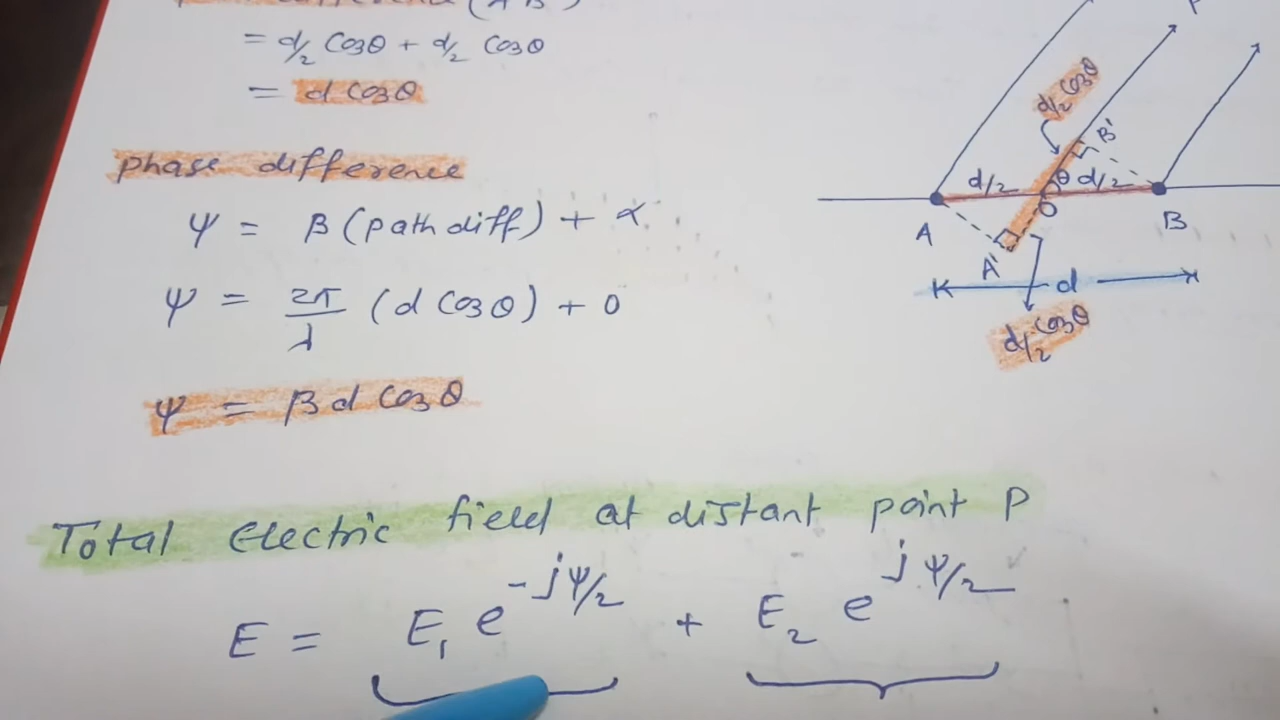 = d/2 Cosθ + d/2 Cosθ
= d Cosθ
phase difference
ψ = β (path diff) + α
ψ = 2π/λ (d Cosθ) + 0
ψ = β d Cosθ
d/2 Cosθ
B'
d/2 θ d/2
O
A B
A'
d
d/2 Cosθ
Total Electric field at distant point P
E = E₁ e^-jψ/2 + E₂ e^jψ/2